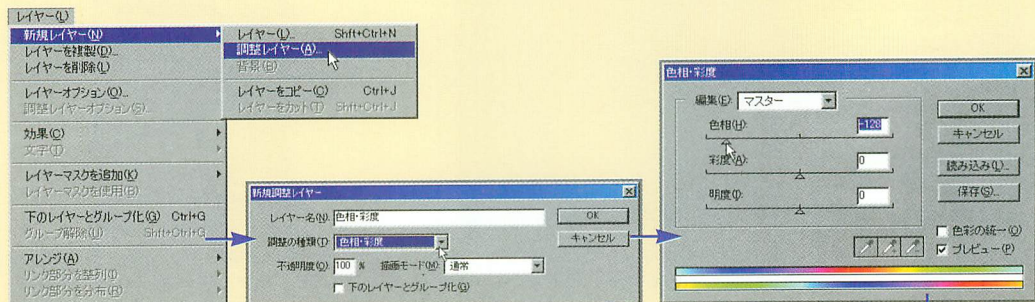 レイヤー(L)
新規レイヤー(N)
レイヤーを複製(D)...
レイヤーを削除(L)
レイヤーオプション(O)...
調整レイヤーオプション(S)...
効果(C)
文字(T)
レイヤーマスクを追加(K)
レイヤーマスクを使用(B)
下のレイヤーとグループ化(G) Ctrl+G
グループ解除(U) Shft+Ctrl+G
アレンジ(A)
リンク部分を整列(I)
リンク部分を分布(R)
レイヤー(L)... Shft+Ctrl+N
調整レイヤー(A)...
背景(B)
レイヤーをコピー(C) Ctrl+J
レイヤーをカット(T) Shft+Ctrl+J
新規調整レイヤー
レイヤー名(N): 色相・彩度
OK
調整の種類(T): 色相・彩度
キャンセル
不透明度(O): 100 % 描画モード(M): 通常
下のレイヤーとグループ化(G)
色相・彩度
編集(E): マスター
OK
色相(H): -128
キャンセル
彩度(A): 0
読み込み(L)...
明度(I): 0
保存(S)...
色彩の統一(O)
プレビュー(P)